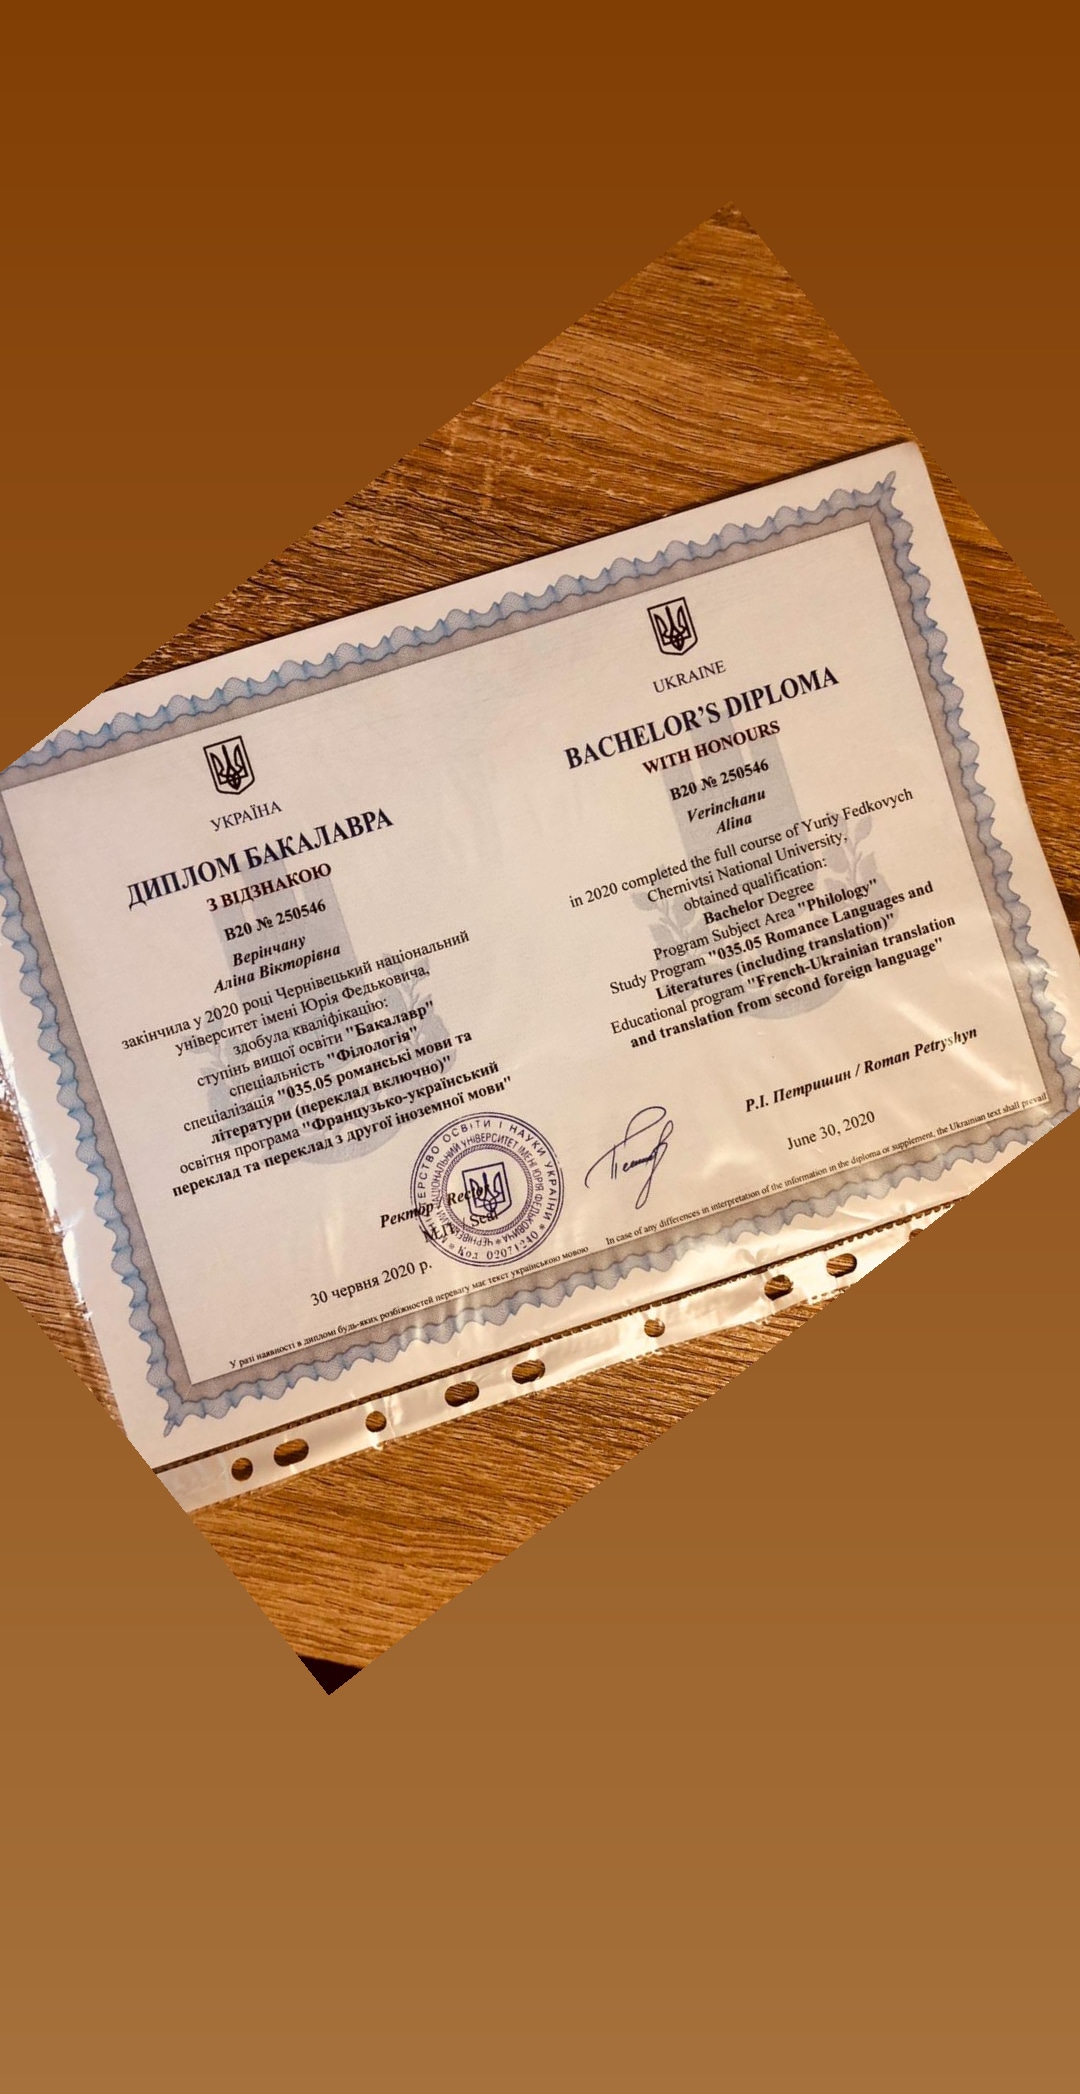 УКРАЇНА
ДИПЛОМ БАКАЛАВРА
З ВІДЗНАКОЮ
В20 № 250546
Верінчану
Аліна Вікторівна
закінчила у 2020 році Чернівецький національний
університет імені Юрія Федьковича,
здобула кваліфікацію:
ступінь вищої освіти "Бакалавр"
спеціальність "Філологія"
спеціалізація "035.05 романські мови та
літератури (переклад включно)"
освітня програма "Французько-український
переклад та переклад з другої іноземної мови"
Ректор / Rector
М.П. / Seal
30 червня 2020 р.
У разі наявності в дипломі будь-яких розбіжностей перевагу має текст українською мовою
UKRAINE
BACHELOR'S DIPLOMA
WITH HONOURS
B20 № 250546
Verinchanu
Alina
in 2020 completed the full course of Yuriy Fedkovych
Chernivtsi National University,
obtained qualification:
Bachelor Degree
Program Subject Area "Philology"
Study Program "035.05 Romance Languages and
Literatures (including translation)"
Educational program "French-Ukrainian translation
and translation from second foreign language"
Р.І. Петришин / Roman Petryshyn
June 30, 2020
In case of any differences in interpretation of the information in the diploma or supplement, the Ukrainian text shall prevail
ОСВІТИ І НАУКИ УКРАЇНИ
Код 02071240